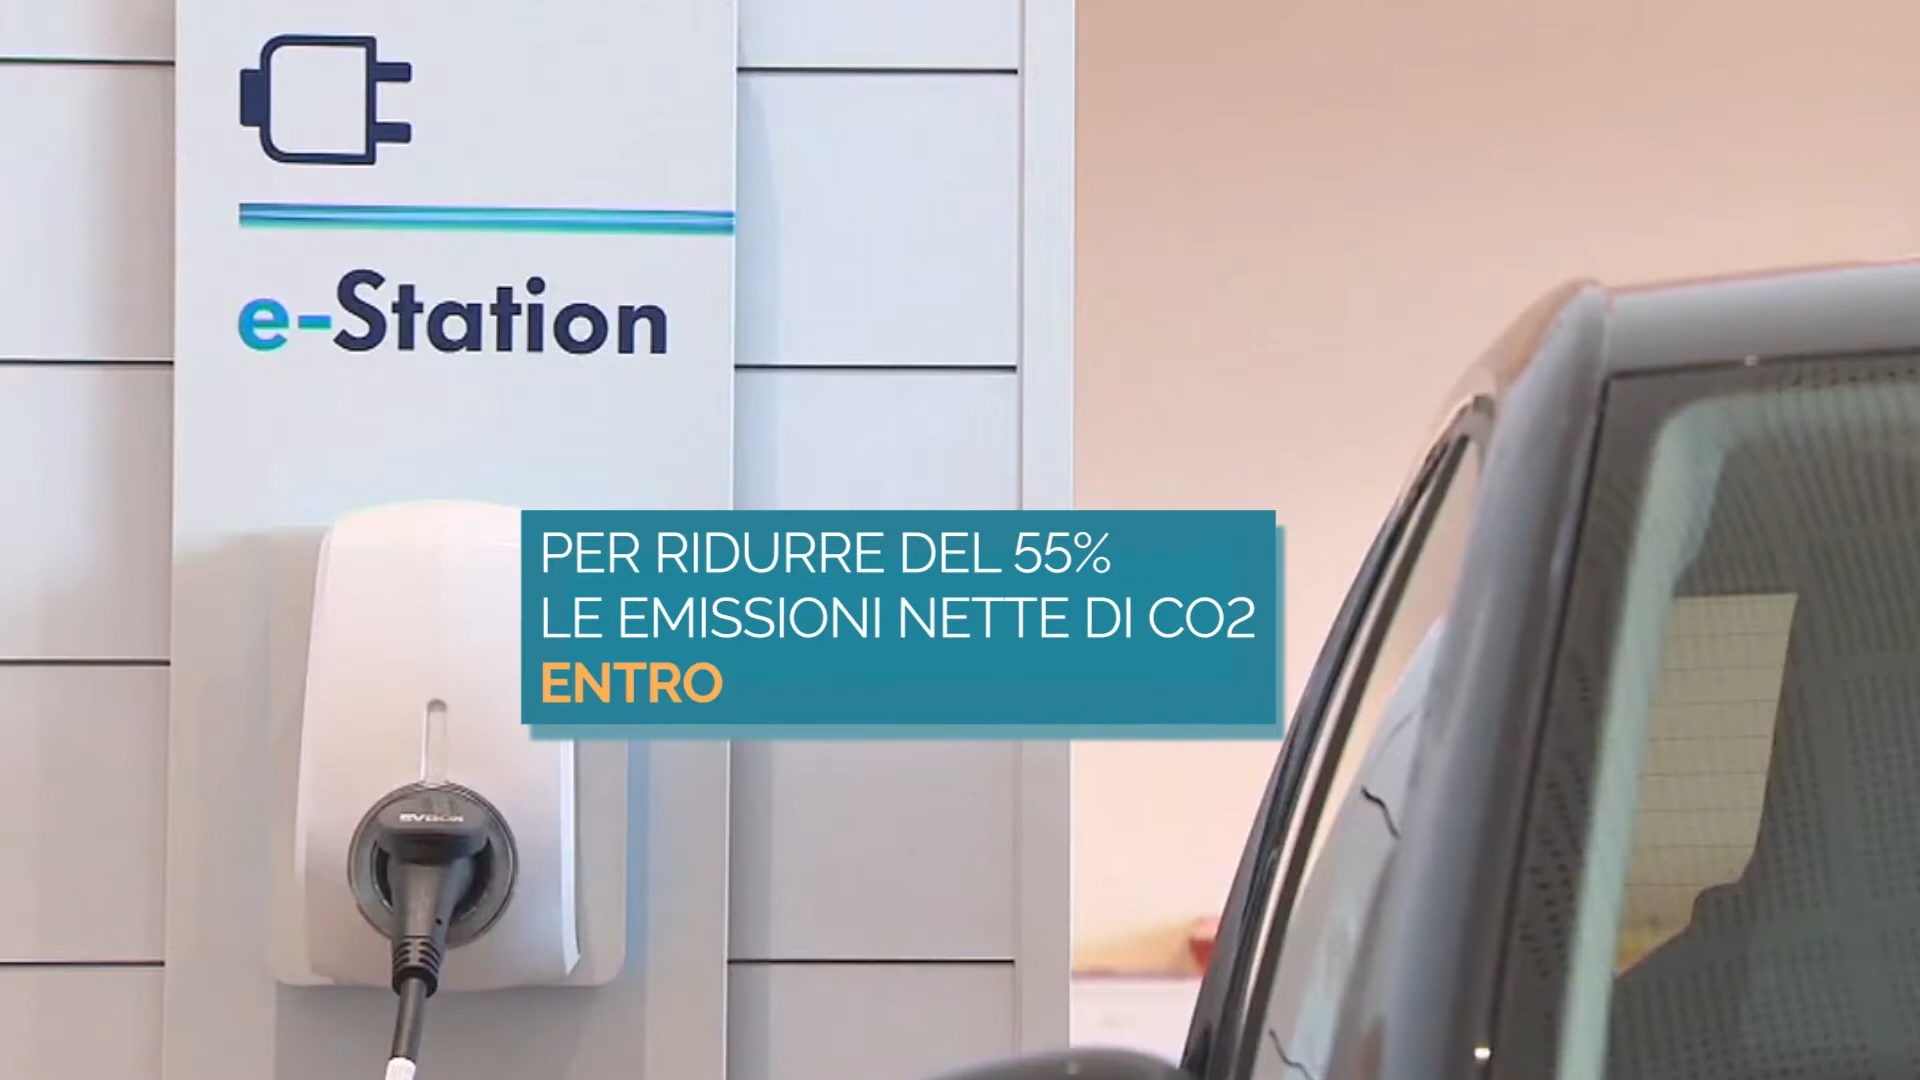 e-Station
PER RIDURRE DEL 55%
LE EMISSIONI NETTE DI CO2
ENTRO
EVBOX